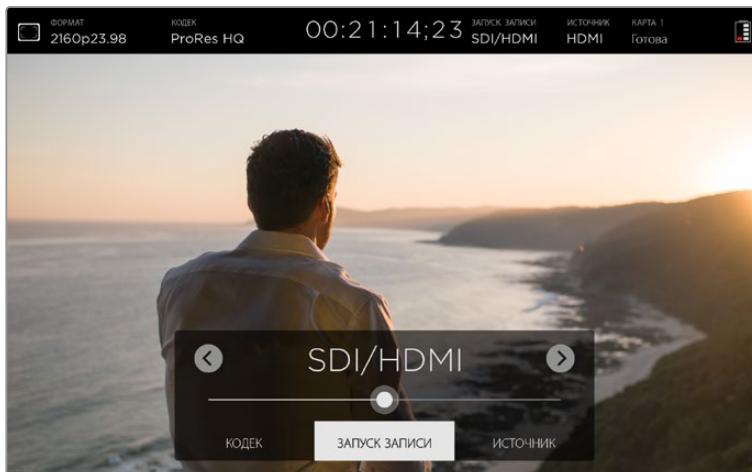 ФОРМАТ КОДЕК 00:21:14;23 ЗАПУСК ЗАПИСИ ИСТОЧНИК КАРТА 1
2160p23.98 ProRes HQ SDI/HDMI HDMI Готова
SDI/HDMI
КОДЕК ЗАПУСК ЗАПИСИ ИСТОЧНИК